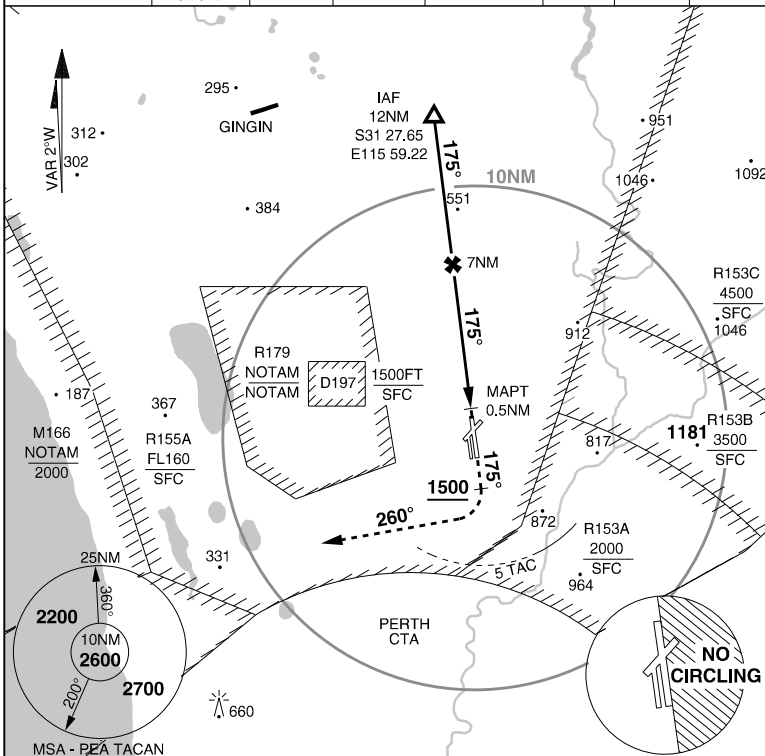 295
GINGIN
312
302
VAR 2°W
384
IAF
12NM
S31 27.65
E115 59.22
175°
10NM
551
7NM
175°
951
1046
1092
R153C
4500
SFC
1046
912
R179
NOTAM
NOTAM
D197
1500FT
SFC
MAPT
0.5NM
187
367
M166
NOTAM
2000
R155A
FL160
SFC
817
1181
R153B
3500
SFC
175°
1500
260°
872
R153A
2000
SFC
5 TAC
964
331
PERTH
CTA
25NM
360°
2200
10NM
2600
200°
2700
660
MSA - PEA TACAN
NO
CIRCLING